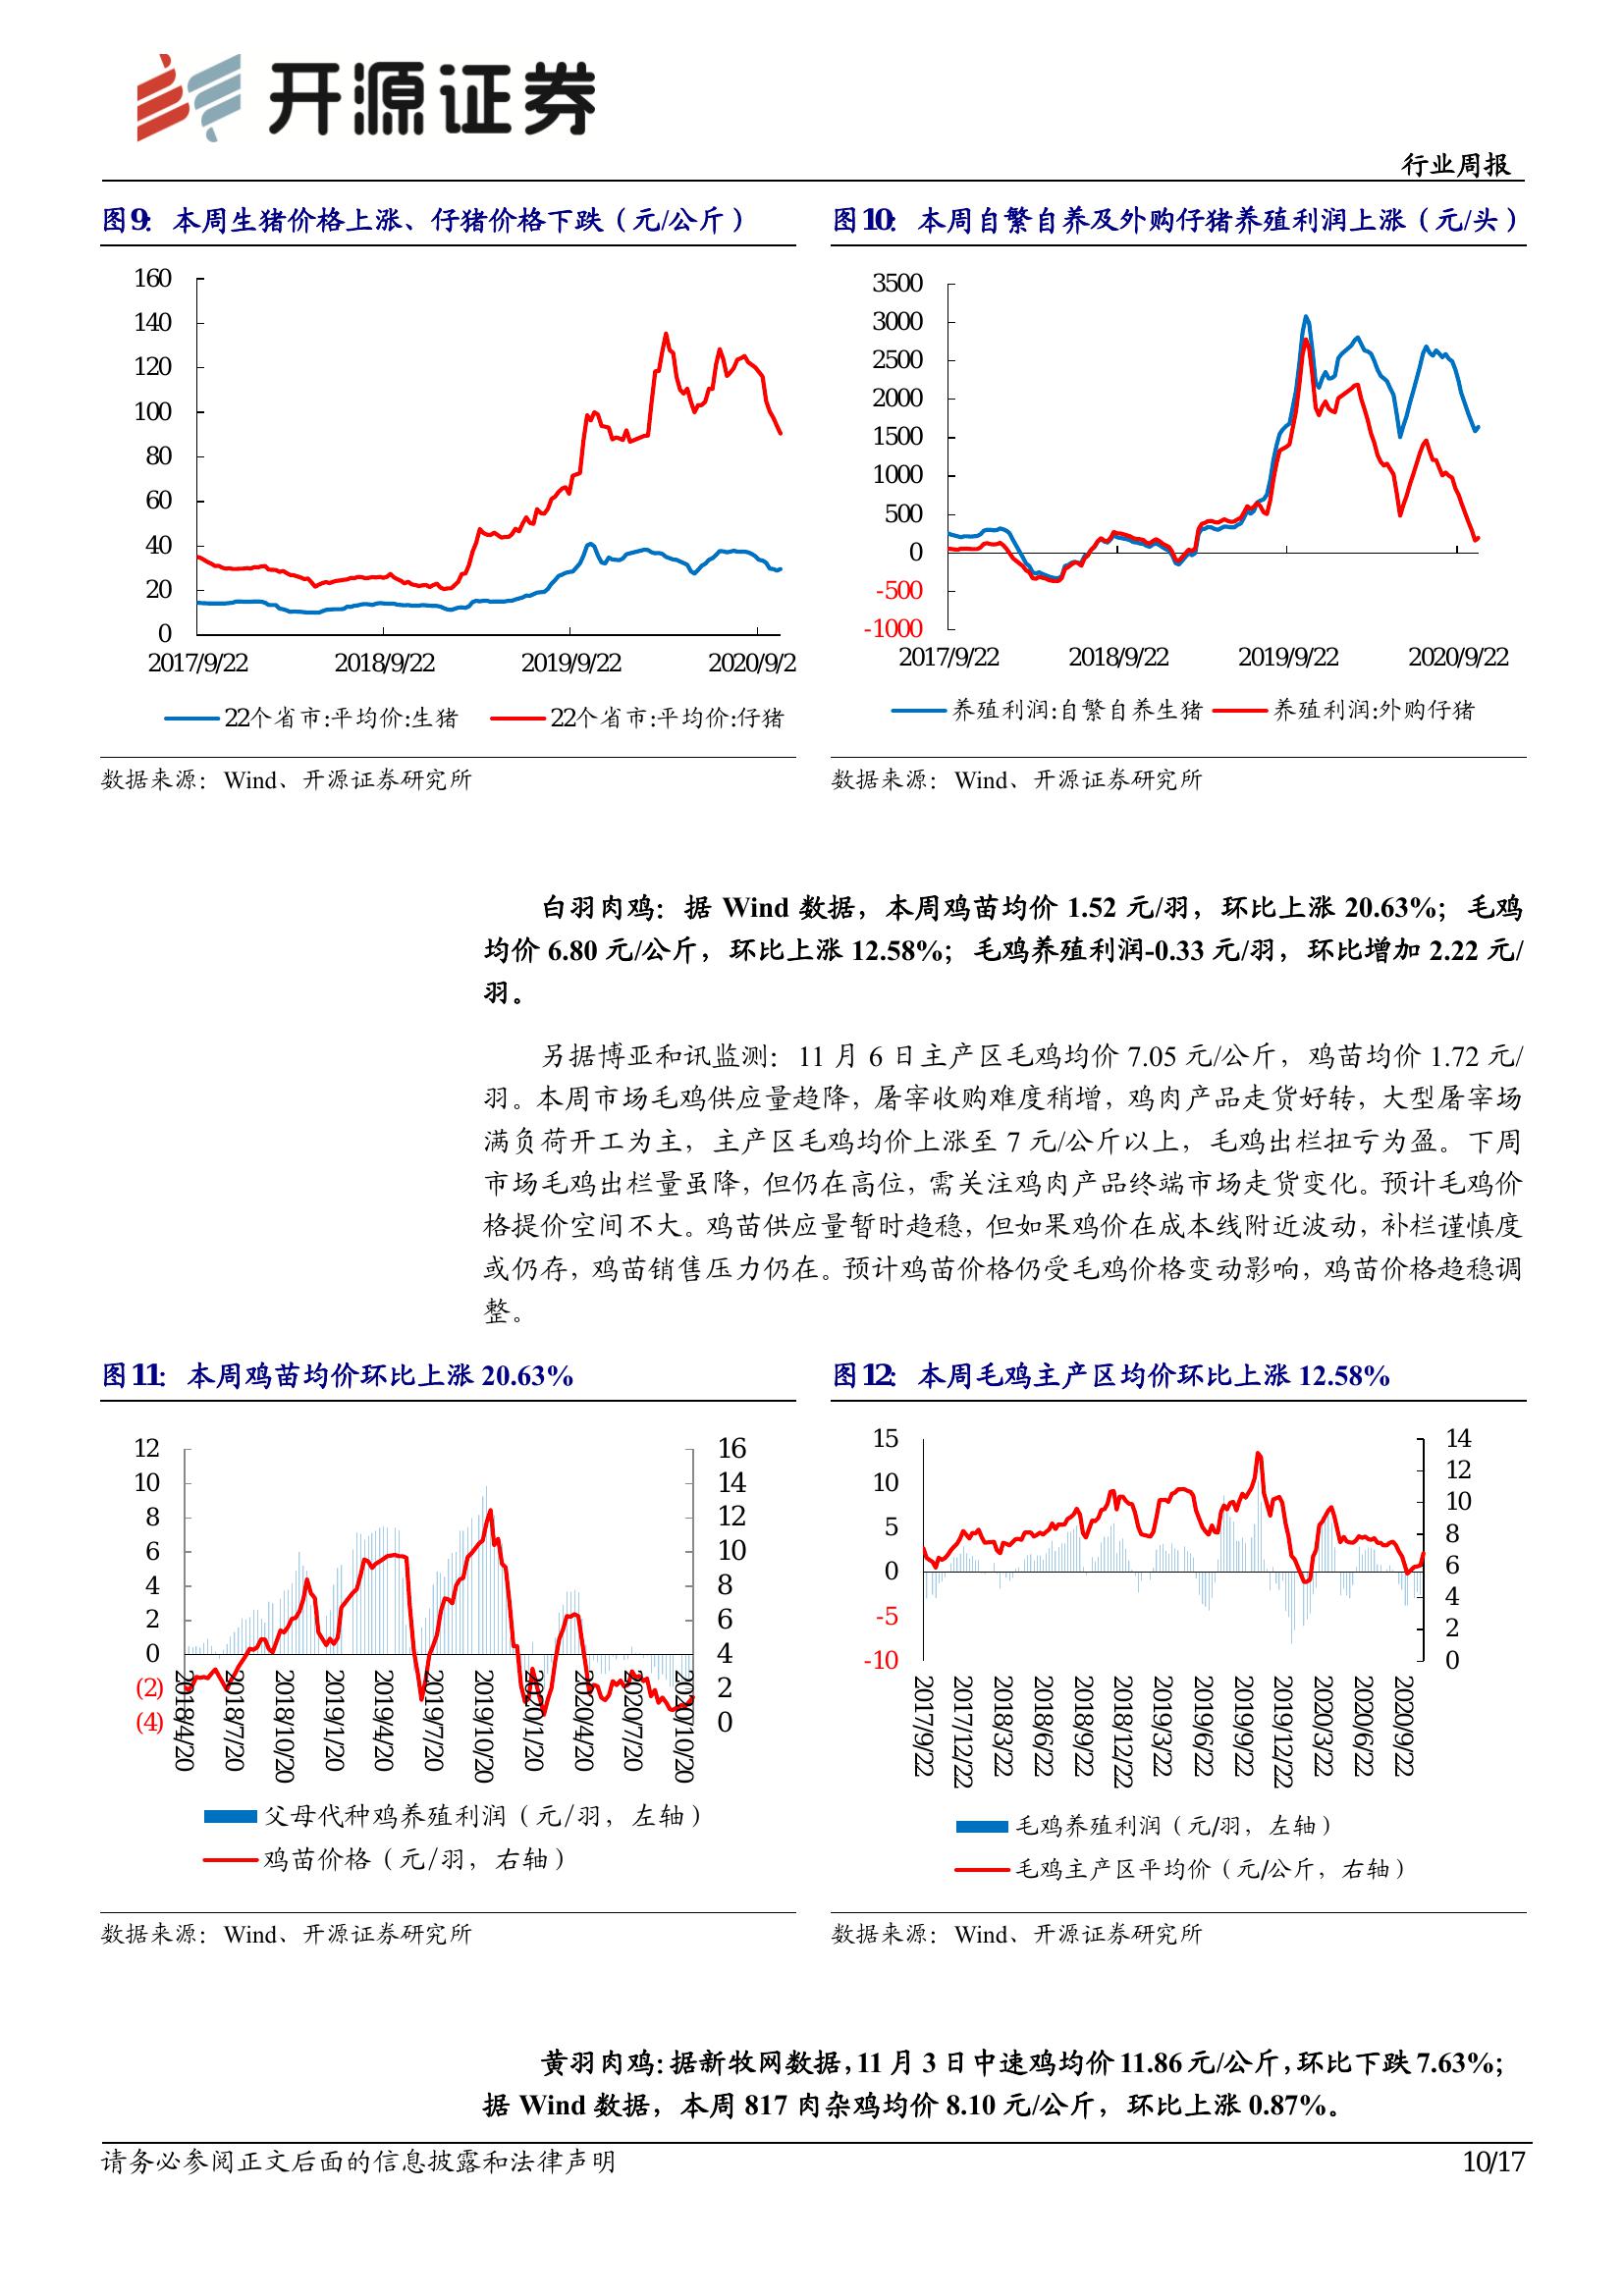 开源证券
行业周报
图9：本周生猪价格上涨、仔猪价格下跌（元/公斤）
160
140
120
100
80
60
40
20
0
2017/9/22 2018/9/22 2019/9/22 2020/9/2
22个省市:平均价:生猪 22个省市:平均价:仔猪
数据来源：Wind、开源证券研究所
图10：本周自繁自养及外购仔猪养殖利润上涨（元/头）
3500
3000
2500
2000
1500
1000
500
0
-500
-1000
2017/9/22 2018/9/22 2019/9/22 2020/9/22
养殖利润:自繁自养生猪 养殖利润:外购仔猪
数据来源：Wind、开源证券研究所
白羽肉鸡：据 Wind 数据，本周鸡苗均价 1.52 元/羽，环比上涨 20.63%；毛鸡
均价 6.80 元/公斤，环比上涨 12.58%；毛鸡养殖利润-0.33 元/羽，环比增加 2.22 元/
羽。
另据博亚和讯监测：11 月 6 日主产区毛鸡均价 7.05 元/公斤，鸡苗均价 1.72 元/
羽。本周市场毛鸡供应量趋降，屠宰收购难度稍增，鸡肉产品走货好转，大型屠宰场
满负荷开工为主，主产区毛鸡均价上涨至 7 元/公斤以上，毛鸡出栏扭亏为盈。下周
市场毛鸡出栏量虽降，但仍在高位，需关注鸡肉产品终端市场走货变化。预计毛鸡价
格提价空间不大。鸡苗供应量暂时趋稳，但如果鸡价在成本线附近波动，补栏谨慎度
或仍存，鸡苗销售压力仍在。预计鸡苗价格仍受毛鸡价格变动影响，鸡苗价格趋稳调
整。
图11：本周鸡苗均价环比上涨 20.63%
12
10
8
6
4
2
0
(2)
(4)
16
14
12
10
8
6
4
2
0
2018/4/20
2018/7/20
2018/10/20
2019/1/20
2019/4/20
2019/7/20
2019/10/20
2020/1/20
2020/4/20
2020/7/20
2020/10/20
父母代种鸡养殖利润（元/羽，左轴）
鸡苗价格（元/羽，右轴）
数据来源：Wind、开源证券研究所
图12：本周毛鸡主产区均价环比上涨 12.58%
15
10
5
0
-5
-10
14
12
10
8
6
4
2
0
2017/9/22
2017/12/22
2018/3/22
2018/6/22
2018/9/22
2018/12/22
2019/3/22
2019/6/22
2019/9/22
2019/12/22
2020/3/22
2020/6/22
2020/9/22
毛鸡养殖利润（元/羽，左轴）
毛鸡主产区平均价（元/公斤，右轴）
数据来源：Wind、开源证券研究所
黄羽肉鸡：据新牧网数据，11 月 3 日中速鸡均价 11.86 元/公斤，环比下跌 7.63%；
据 Wind 数据，本周 817 肉杂鸡均价 8.10 元/公斤，环比上涨 0.87%。
请务必参阅正文后面的信息披露和法律声明
10/17